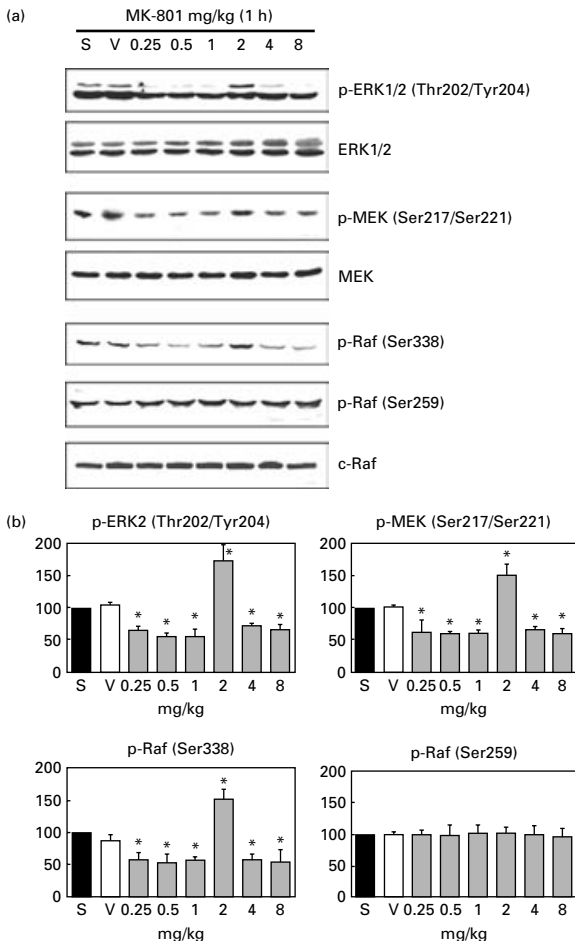 (a)
MK-801 mg/kg (1 h)
S V 0.25 0.5 1 2 4 8
p-ERK1/2 (Thr202/Tyr204)
ERK1/2
p-MEK (Ser217/Ser221)
MEK
p-Raf (Ser338)
p-Raf (Ser259)
c-Raf
(b)
p-ERK2 (Thr202/Tyr204)
200
150
100
50
0
* * * * * *
S V 0.25 0.5 1 2 4 8
mg/kg
p-MEK (Ser217/Ser221)
200
150
100
50
0
* * * * * *
S V 0.25 0.5 1 2 4 8
mg/kg
p-Raf (Ser338)
200
150
100
50
0
* * * * * *
S V 0.25 0.5 1 2 4 8
mg/kg
p-Raf (Ser259)
200
150
100
50
0
S V 0.25 0.5 1 2 4 8
mg/kg